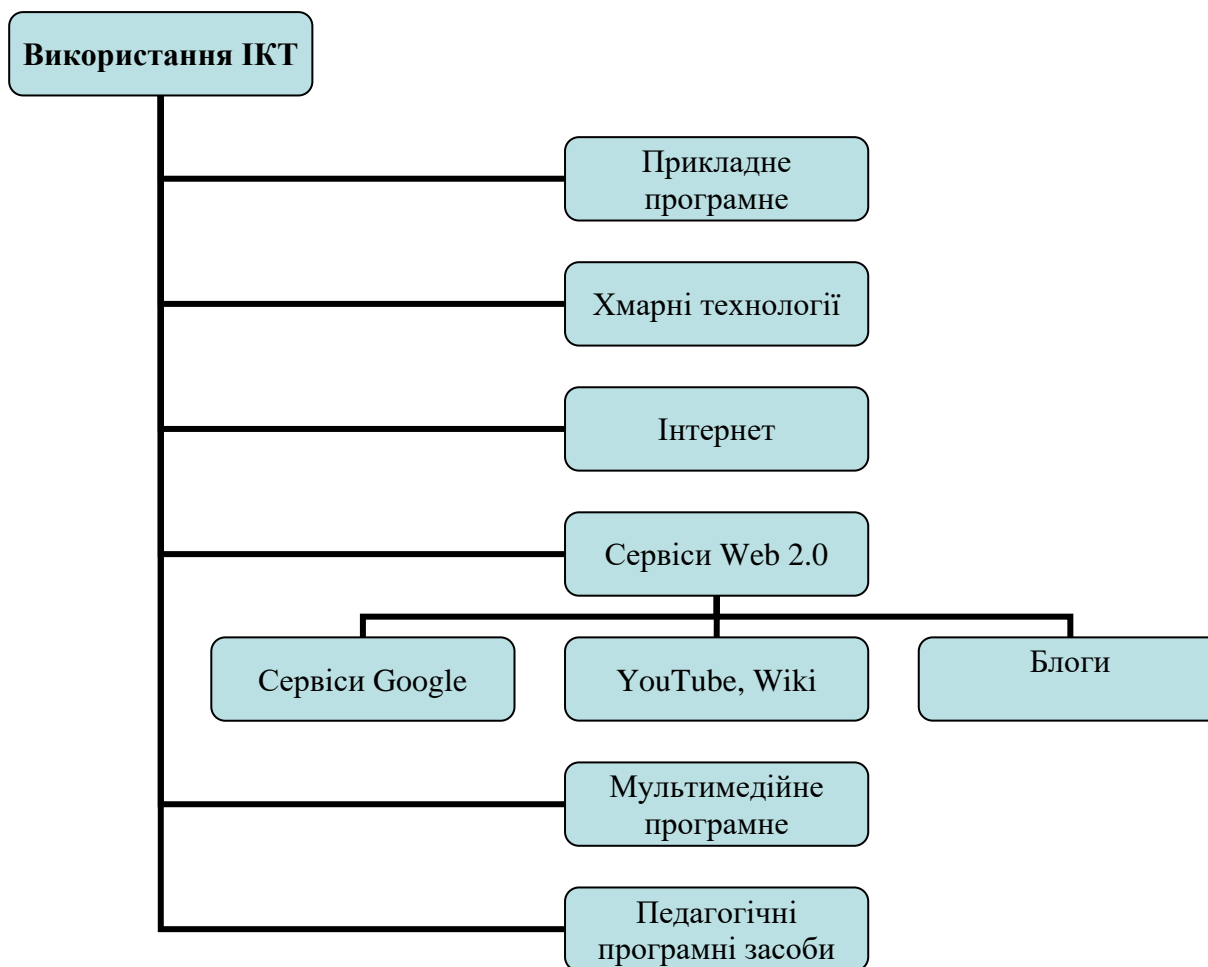 Використання ІКТ
Прикладне
програмне
Хмарні технології
Інтернет
Сервіси Web 2.0
Сервіси Google
YouTube, Wiki
Блоги
Мультимедійне
програмне
Педагогічні
програмні засоби